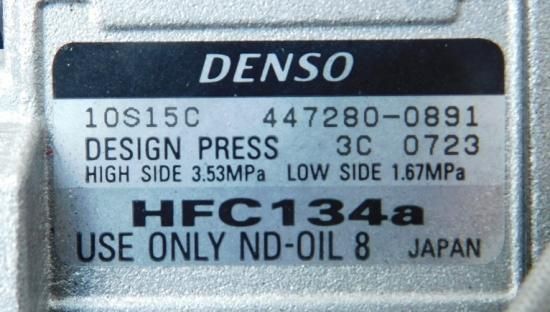 DENSO
10S15C 447280-0891
DESIGN PRESS 3C 0723
HIGH SIDE 3.53MPa LOW SIDE 1.67MPa
HFC134a
USE ONLY ND-OIL 8 JAPAN